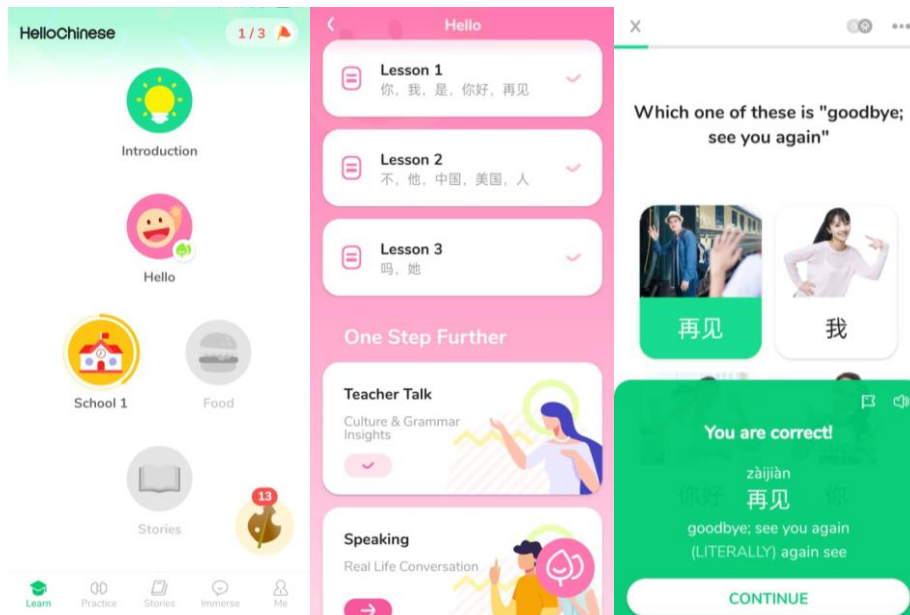 HelloChinese
1 / 3
Introduction
Hello
School 1
Food
Stories
13
Learn
Practice
Stories
Immerse
Me
Hello
Lesson 1
你, 我, 是, 你好, 再见
Lesson 2
不, 他, 中国, 美国, 人
Lesson 3
吗, 她
One Step Further
Teacher Talk
Culture & Grammar
Insights
Speaking
Real Life Conversation
Which one of these is "goodbye;
see you again"
再见
我
You are correct!
zàijiàn
你好
再见
你
goodbye; see you again
(LITERALLY) again see
CONTINUE